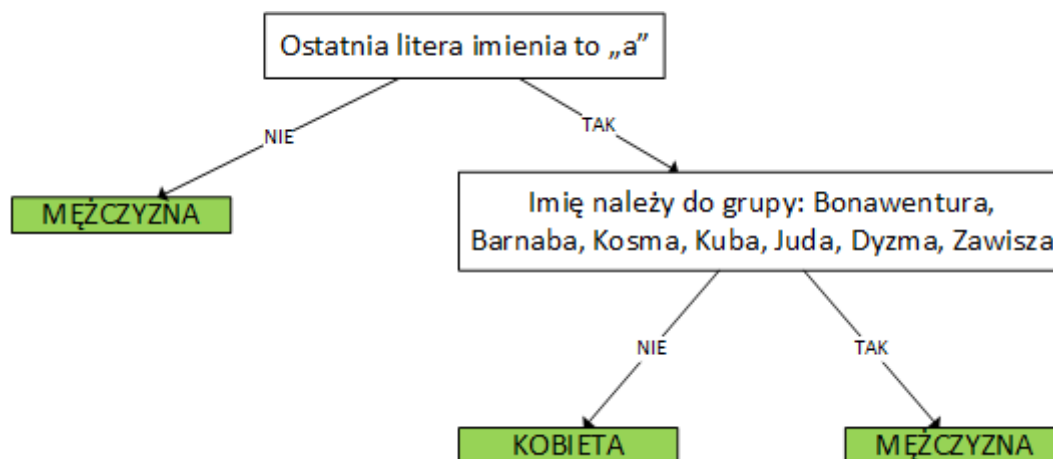 Ostatnia litera imienia to „a”
NIE
TAK
MĘŻCZYZNA
Imię należy do grupy: Bonawentura,
Barnaba, Kosma, Kuba, Juda, Dyzma, Zawisza
NIE
TAK
KOBIETA
MĘŻCZYZNA